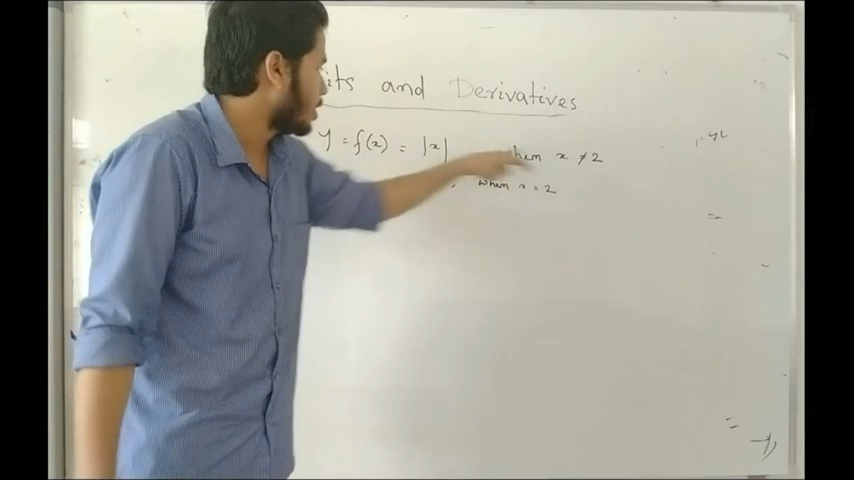 its and Derivatives
y = f(x) = |x| when x ≠ 2
, when x = 2